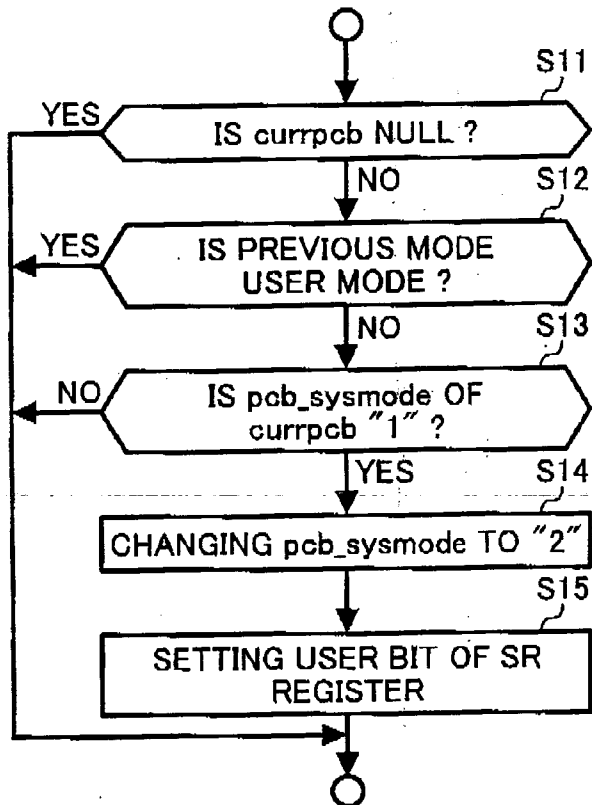 S11
YES
IS currpcb NULL ?
NO
S12
YES
IS PREVIOUS MODE
USER MODE ?
NO
S13
NO
IS pcb_sysmode OF
currpcb "1" ?
YES
S14
CHANGING pcb_sysmode TO "2"
S15
SETTING USER BIT OF SR
REGISTER